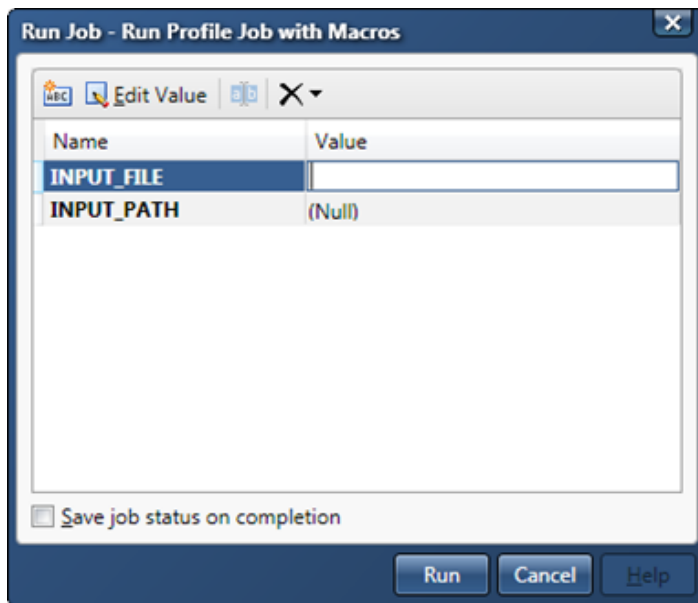 Run Job - Run Profile Job with Macros
ABC Edit Value a b
Name Value
INPUT_FILE
INPUT_PATH (Null)
Save job status on completion
Run Cancel Help